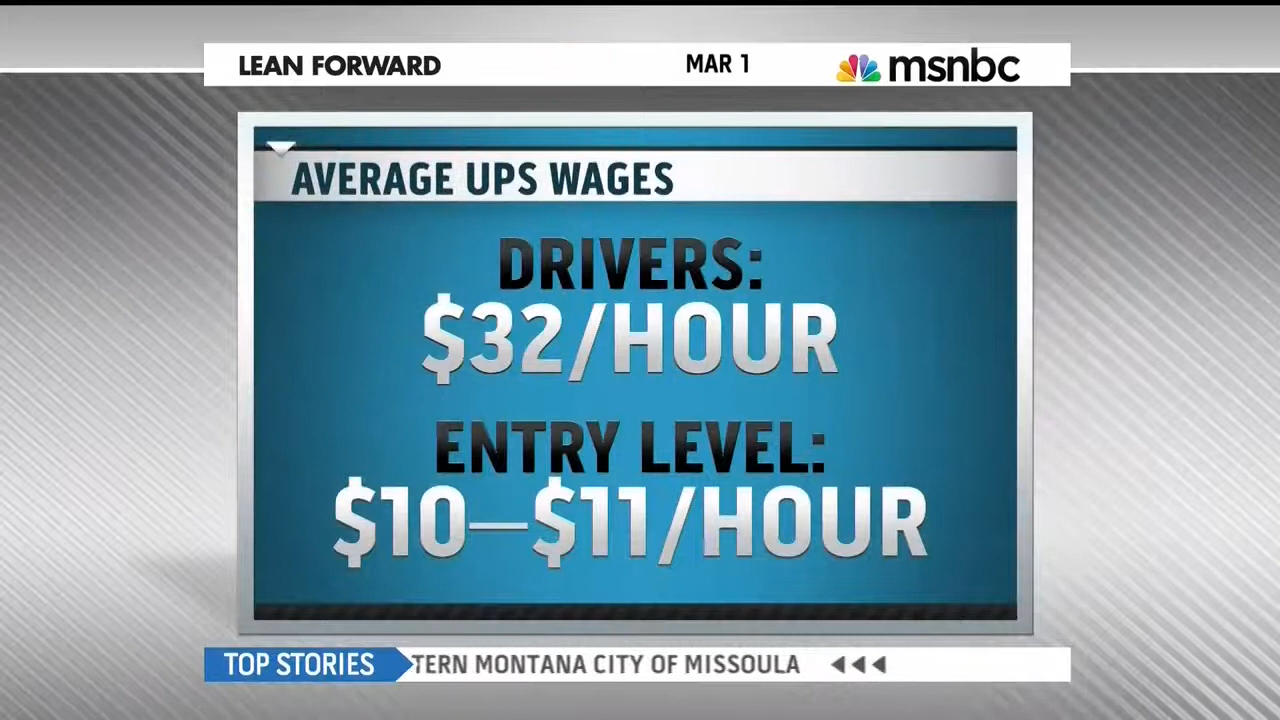 LEAN FORWARD MAR 1 msnbc
AVERAGE UPS WAGES
DRIVERS:
$32/HOUR
ENTRY LEVEL:
$10—$11/HOUR
TOP STORIES TERN MONTANA CITY OF MISSOULA